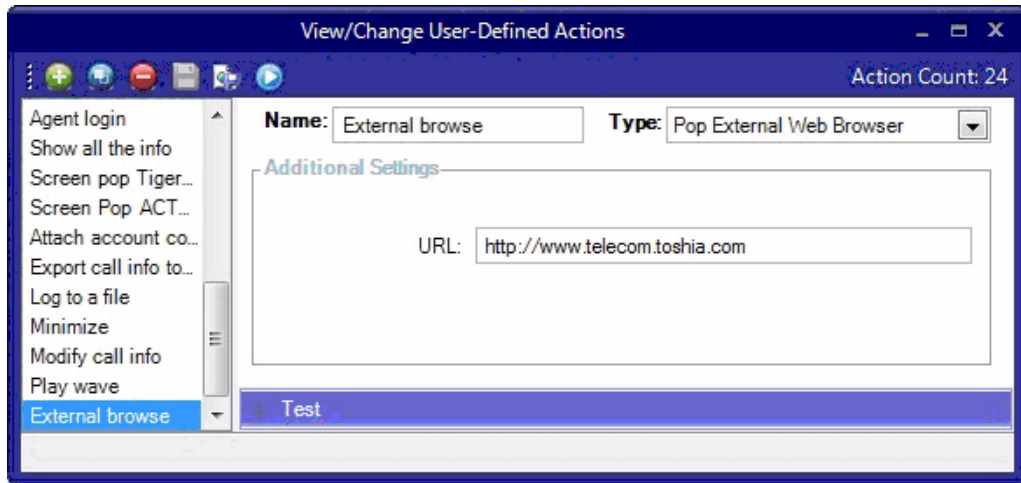 View/Change User-Defined Actions
Action Count: 24
Agent login
Show all the info
Screen pop Tiger...
Screen Pop ACT...
Attach account co...
Export call info to...
Log to a file
Minimize
Modify call info
Play wave
External browse
Name: External browse Type: Pop External Web Browser
Additional Settings
URL: http://www.telecom.toshia.com
Test